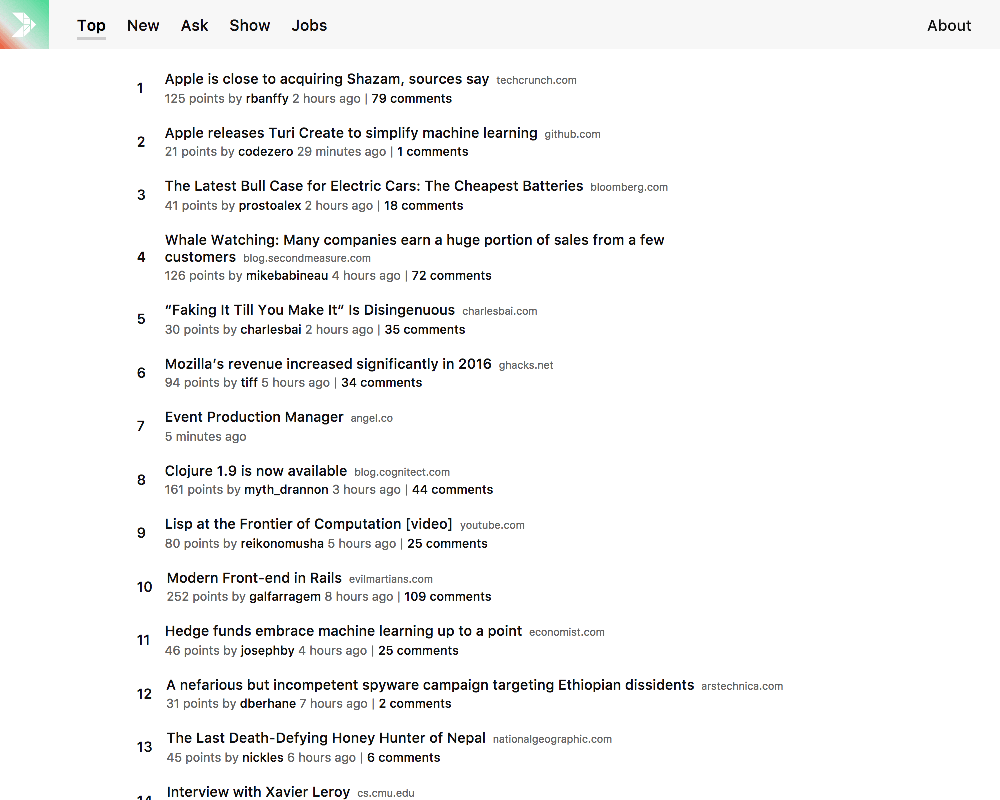 Top New Ask Show Jobs About
1 Apple is close to acquiring Shazam, sources say techcrunch.com
125 points by rbanffy 2 hours ago | 79 comments
2 Apple releases Turi Create to simplify machine learning github.com
21 points by codezero 29 minutes ago | 1 comments
3 The Latest Bull Case for Electric Cars: The Cheapest Batteries bloomberg.com
41 points by prostoalex 2 hours ago | 18 comments
4 Whale Watching: Many companies earn a huge portion of sales from a few
customers blog.secondmeasure.com
126 points by mikebabineau 4 hours ago | 72 comments
5 “Faking It Till You Make It” Is Disingenuous charlesbai.com
30 points by charlesbai 2 hours ago | 35 comments
6 Mozilla’s revenue increased significantly in 2016 ghacks.net
94 points by tiff 5 hours ago | 34 comments
7 Event Production Manager angel.co
5 minutes ago
8 Clojure 1.9 is now available blog.cognitect.com
161 points by myth_drannon 3 hours ago | 44 comments
9 Lisp at the Frontier of Computation [video] youtube.com
80 points by reikonomusha 5 hours ago | 25 comments
10 Modern Front-end in Rails evilmartians.com
252 points by galfarragem 8 hours ago | 109 comments
11 Hedge funds embrace machine learning up to a point economist.com
46 points by josephby 4 hours ago | 25 comments
12 A nefarious but incompetent spyware campaign targeting Ethiopian dissidents arstechnica.com
31 points by dberhane 7 hours ago | 2 comments
13 The Last Death-Defying Honey Hunter of Nepal nationalgeographic.com
45 points by nickles 6 hours ago | 6 comments
14 Interview with Xavier Leroy cs.cmu.edu